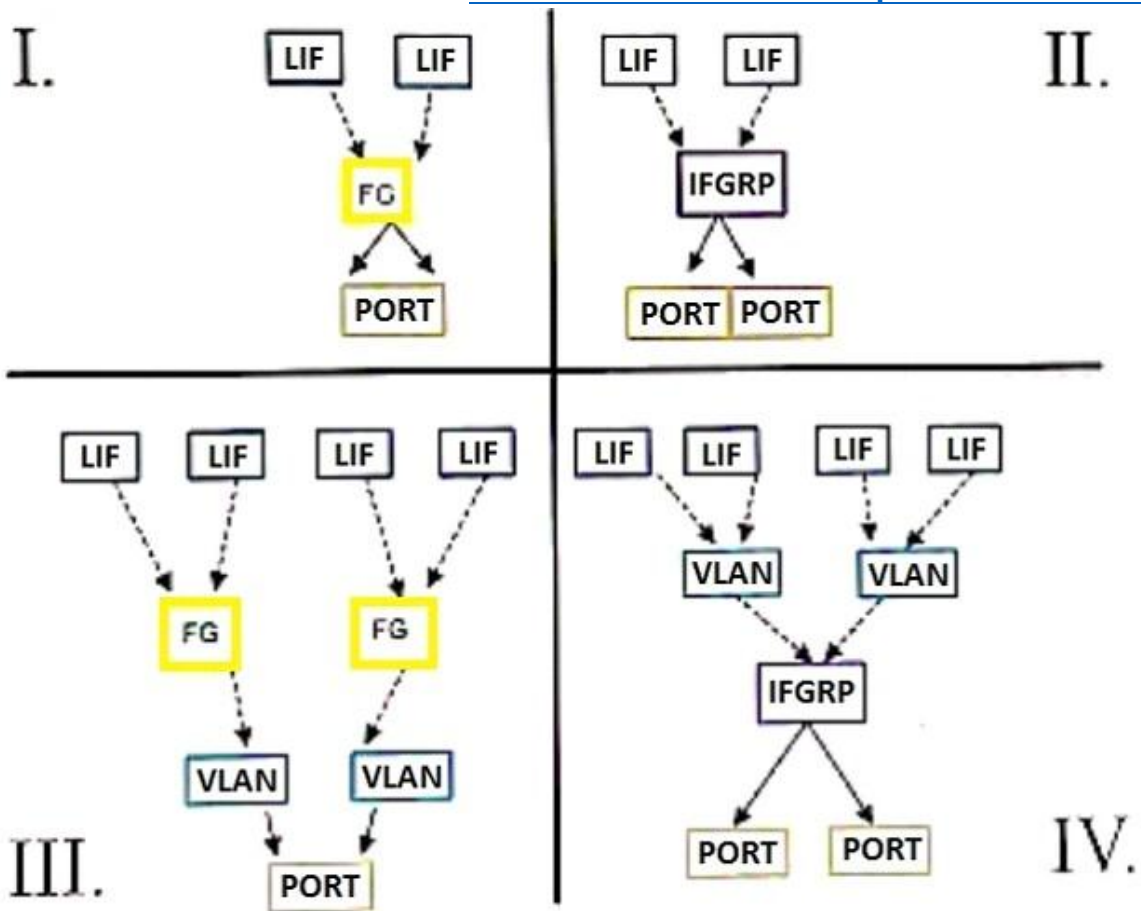 I.
LIF LIF
FG
PORT
II.
LIF LIF
IFGRP
PORT PORT
LIF LIF LIF LIF
FG FG
VLAN VLAN
PORT
III.
LIF LIF LIF LIF
VLAN VLAN
IFGRP
PORT PORT
IV.